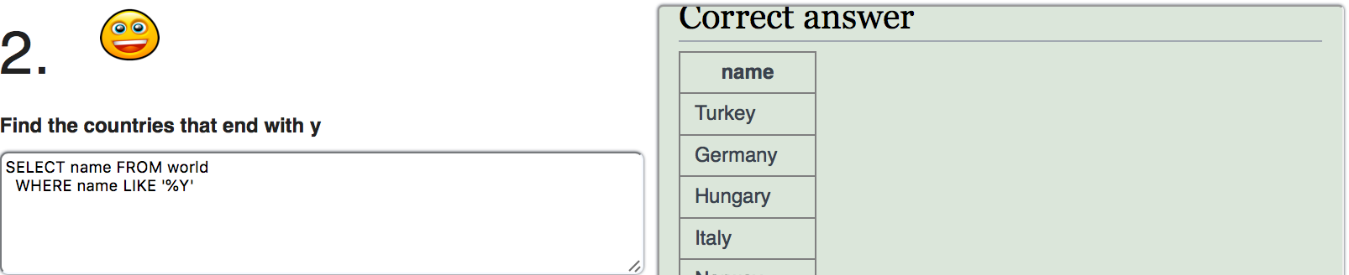 2.
Find the countries that end with y
SELECT name FROM world
WHERE name LIKE '%Y'
Correct answer
name
Turkey
Germany
Hungary
Italy